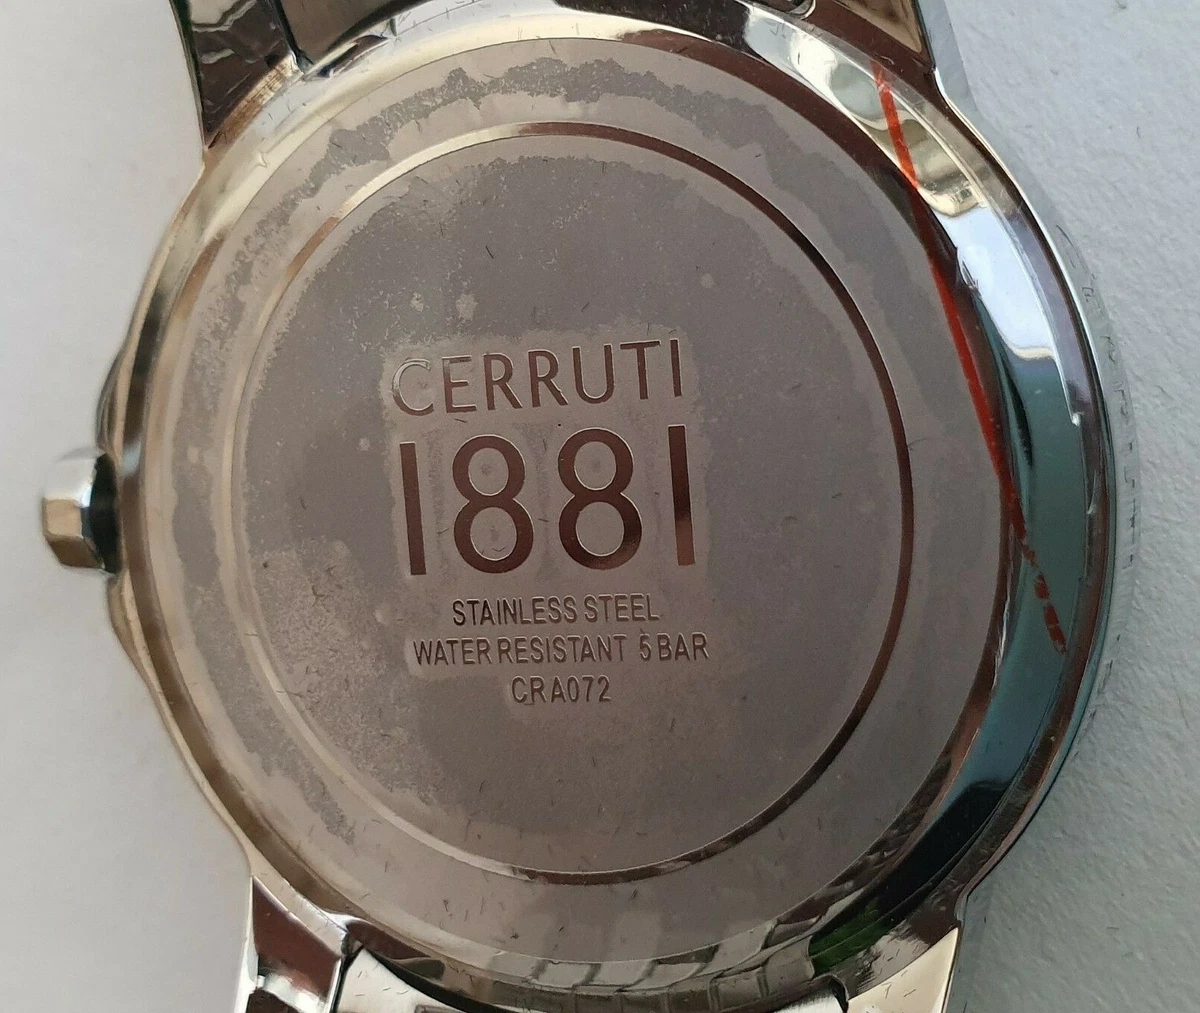 CERRUTI
1881
STAINLESS STEEL
WATER RESISTANT 5 BAR
CRA072